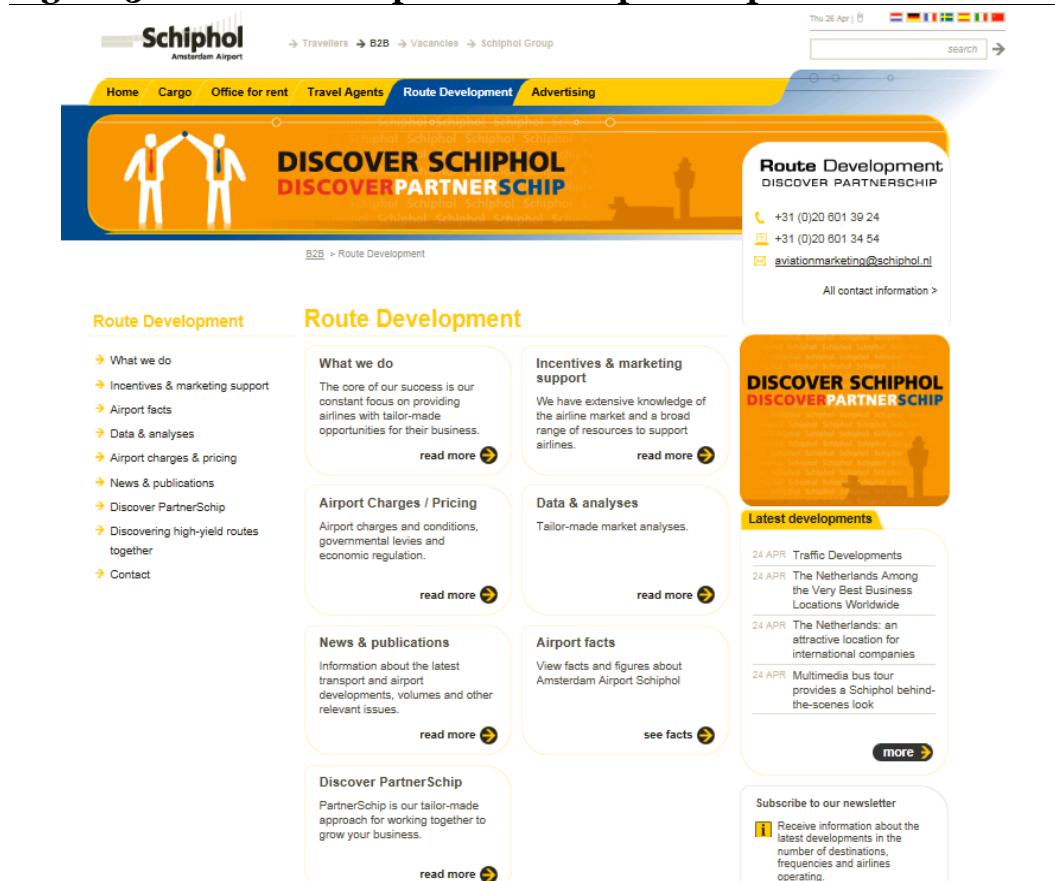 Schiphol
Amsterdam Airport
Travellers B2B Vacancies Schiphol Group
Thu 26 Apr |
search
Home Cargo Office for rent Travel Agents Route Development Advertising
DISCOVER SCHIPHOL
DISCOVERPARTNERSCHIP
Route Development
DISCOVER PARTNERSCHIP
+31 (0)20 601 39 24
+31 (0)20 601 34 54
aviationmarketing@schiphol.nl
All contact information >
B2B > Route Development
Route Development
What we do
Incentives & marketing support
Airport facts
Data & analyses
Airport charges & pricing
News & publications
Discover PartnerSchip
Discovering high-yield routes
together
Contact
Route Development
What we do
The core of our success is our
constant focus on providing
airlines with tailor-made
opportunities for their business.
read more
Incentives & marketing
support
We have extensive knowledge of
the airline market and a broad
range of resources to support
airlines.
read more
Airport Charges / Pricing
Airport charges and conditions,
governmental levies and
economic regulation.
read more
Data & analyses
Tailor-made market analyses.
read more
News & publications
Information about the latest
transport and airport
developments, volumes and other
relevant issues.
read more
Airport facts
View facts and figures about
Amsterdam Airport Schiphol
see facts
Discover PartnerSchip
PartnerSchip is our tailor-made
approach for working together to
grow your business.
read more
DISCOVER SCHIPHOL
DISCOVERPARTNERSCHIP
Latest developments
24 APR Traffic Developments
24 APR The Netherlands Among
the Very Best Business
Locations Worldwide
24 APR The Netherlands: an
attractive location for
international companies
24 APR Multimedia bus tour
provides a Schiphol behind-
the-scenes look
more
Subscribe to our newsletter
Receive information about the
latest developments in the
number of destinations,
frequencies and airlines
operating.